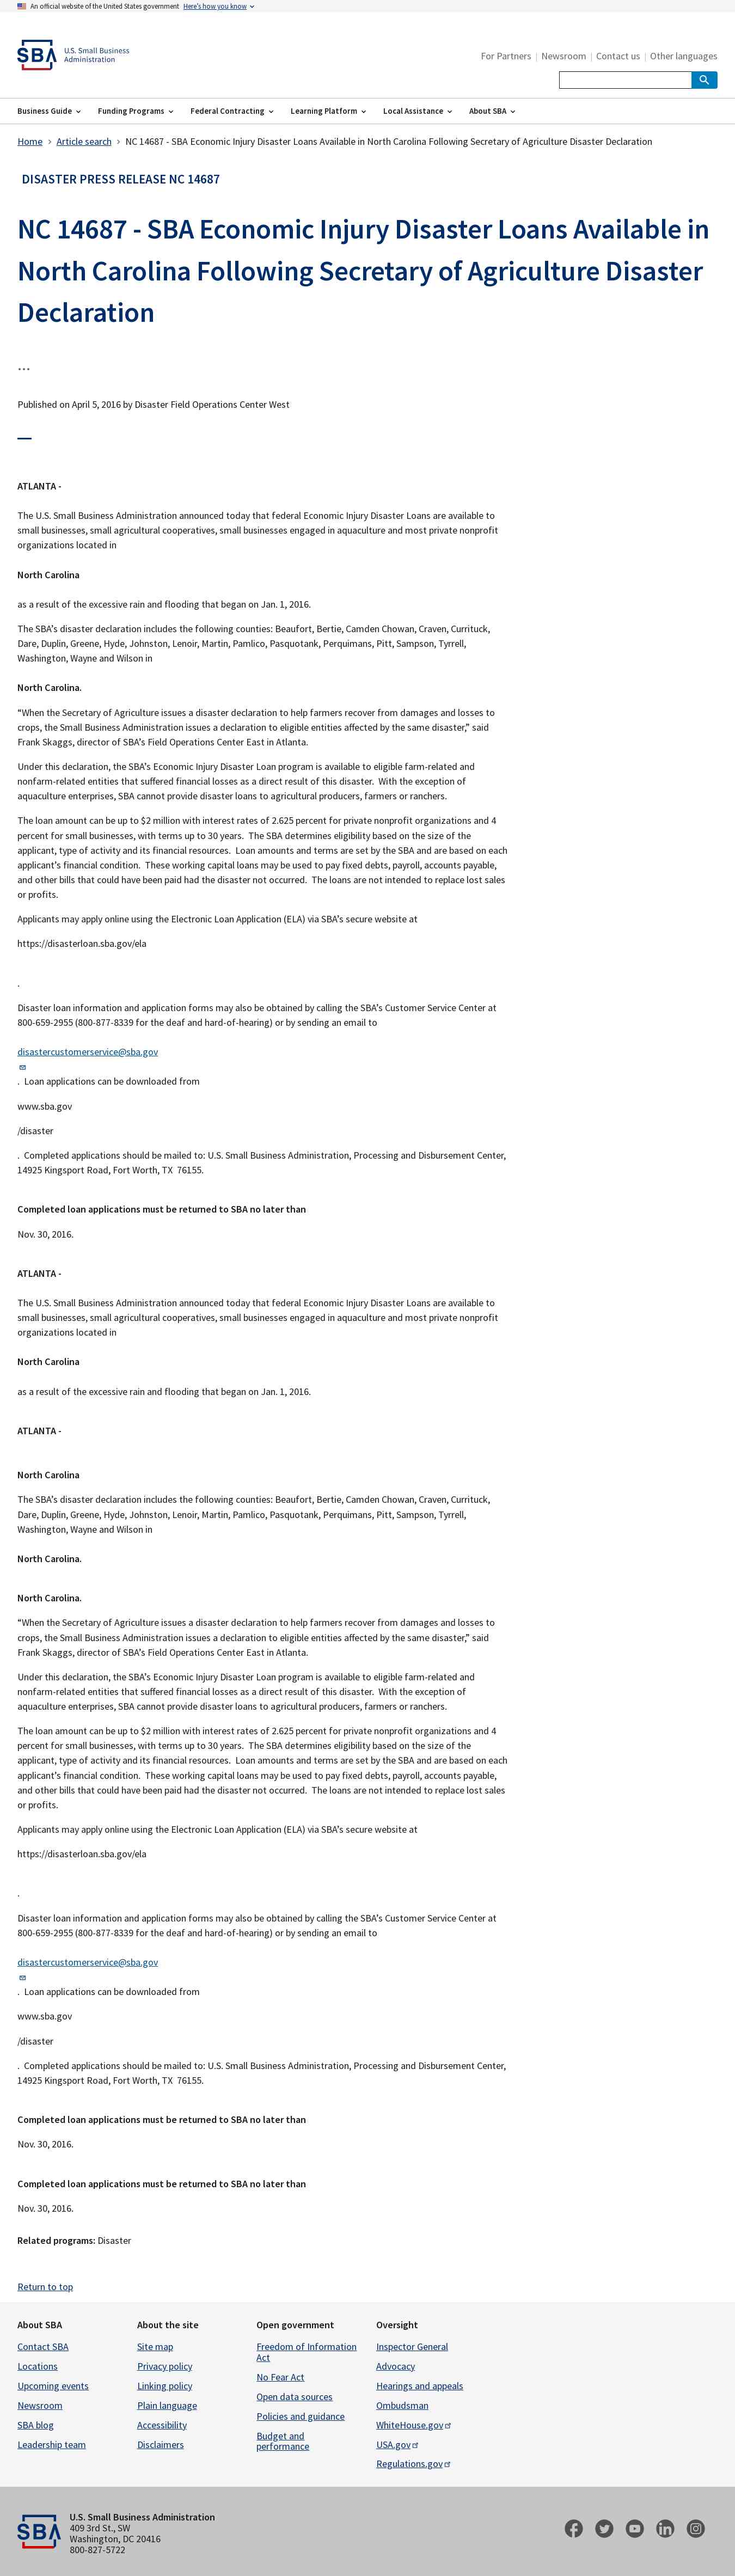 An official website of the United States government Here's how you know
SBA U.S. Small Business
Administration
For Partners | Newsroom | Contact us | Other languages
Business Guide Funding Programs Federal Contracting Learning Platform Local Assistance About SBA
Home > Article search > NC 14687 - SBA Economic Injury Disaster Loans Available in North Carolina Following Secretary of Agriculture Disaster Declaration
DISASTER PRESS RELEASE NC 14687
NC 14687 - SBA Economic Injury Disaster Loans Available in
North Carolina Following Secretary of Agriculture Disaster
Declaration
...
Published on April 5, 2016 by Disaster Field Operations Center West
ATLANTA -
The U.S. Small Business Administration announced today that federal Economic Injury Disaster Loans are available to
small businesses, small agricultural cooperatives, small businesses engaged in aquaculture and most private nonprofit
organizations located in
North Carolina
as a result of the excessive rain and flooding that began on Jan. 1, 2016.
The SBA's disaster declaration includes the following counties: Beaufort, Bertie, Camden Chowan, Craven, Currituck,
Dare, Duplin, Greene, Hyde, Johnston, Lenoir, Martin, Pamlico, Pasquotank, Perquimans, Pitt, Sampson, Tyrrell,
Washington, Wayne and Wilson in
North Carolina.
“When the Secretary of Agriculture issues a disaster declaration to help farmers recover from damages and losses to
crops, the Small Business Administration issues a declaration to eligible entities affected by the same disaster,” said
Frank Skaggs, director of SBA’s Field Operations Center East in Atlanta.
Under this declaration, the SBA’s Economic Injury Disaster Loan program is available to eligible farm-related and
nonfarm-related entities that suffered financial losses as a direct result of this disaster. With the exception of
aquaculture enterprises, SBA cannot provide disaster loans to agricultural producers, farmers or ranchers.
The loan amount can be up to $2 million with interest rates of 2.625 percent for private nonprofit organizations and 4
percent for small businesses, with terms up to 30 years. The SBA determines eligibility based on the size of the
applicant, type of activity and its financial resources. Loan amounts and terms are set by the SBA and are based on each
applicant’s financial condition. These working capital loans may be used to pay fixed debts, payroll, accounts payable,
and other bills that could have been paid had the disaster not occurred. The loans are not intended to replace lost sales
or profits.
Applicants may apply online using the Electronic Loan Application (ELA) via SBA’s secure website at
https://disasterloan.sba.gov/ela
.
Disaster loan information and application forms may also be obtained by calling the SBA’s Customer Service Center at
800-659-2955 (800-877-8339 for the deaf and hard-of-hearing) or by sending an email to
disastercustomerservice@sba.gov
. Loan applications can be downloaded from
www.sba.gov
/disaster
. Completed applications should be mailed to: U.S. Small Business Administration, Processing and Disbursement Center,
14925 Kingsport Road, Fort Worth, TX 76155.
Completed loan applications must be returned to SBA no later than
Nov. 30, 2016.
ATLANTA -
The U.S. Small Business Administration announced today that federal Economic Injury Disaster Loans are available to
small businesses, small agricultural cooperatives, small businesses engaged in aquaculture and most private nonprofit
organizations located in
North Carolina
as a result of the excessive rain and flooding that began on Jan. 1, 2016.
ATLANTA -
North Carolina
The SBA’s disaster declaration includes the following counties: Beaufort, Bertie, Camden Chowan, Craven, Currituck,
Dare, Duplin, Greene, Hyde, Johnston, Lenoir, Martin, Pamlico, Pasquotank, Perquimans, Pitt, Sampson, Tyrrell,
Washington, Wayne and Wilson in
North Carolina.
North Carolina.
“When the Secretary of Agriculture issues a disaster declaration to help farmers recover from damages and losses to
crops, the Small Business Administration issues a declaration to eligible entities affected by the same disaster,” said
Frank Skaggs, director of SBA’s Field Operations Center East in Atlanta.
Under this declaration, the SBA’s Economic Injury Disaster Loan program is available to eligible farm-related and
nonfarm-related entities that suffered financial losses as a direct result of this disaster. With the exception of
aquaculture enterprises, SBA cannot provide disaster loans to agricultural producers, farmers or ranchers.
The loan amount can be up to $2 million with interest rates of 2.625 percent for private nonprofit organizations and 4
percent for small businesses, with terms up to 30 years. The SBA determines eligibility based on the size of the
applicant, type of activity and its financial resources. Loan amounts and terms are set by the SBA and are based on each
applicant’s financial condition. These working capital loans may be used to pay fixed debts, payroll, accounts payable,
and other bills that could have been paid had the disaster not occurred. The loans are not intended to replace lost sales
or profits.
Applicants may apply online using the Electronic Loan Application (ELA) via SBA’s secure website at
https://disasterloan.sba.gov/ela
.
Disaster loan information and application forms may also be obtained by calling the SBA’s Customer Service Center at
800-659-2955 (800-877-8339 for the deaf and hard-of-hearing) or by sending an email to
disastercustomerservice@sba.gov
. Loan applications can be downloaded from
www.sba.gov
/disaster
. Completed applications should be mailed to: U.S. Small Business Administration, Processing and Disbursement Center,
14925 Kingsport Road, Fort Worth, TX 76155.
Completed loan applications must be returned to SBA no later than
Nov. 30, 2016.
Completed loan applications must be returned to SBA no later than
Nov. 30, 2016.
Related programs: Disaster
Return to top
About SBA
Contact SBA
Locations
Upcoming events
Newsroom
SBA blog
Leadership team
About the site
Site map
Privacy policy
Linking policy
Plain language
Accessibility
Disclaimers
Open government
Freedom of Information
Act
No Fear Act
Open data sources
Policies and guidance
Budget and
performance
Oversight
Inspector General
Advocacy
Hearings and appeals
Ombudsman
WhiteHouse.gov
USA.gov
Regulations.gov
SBA
U.S. Small Business Administration
409 3rd St., SW
Washington, DC 20416
800-827-5722